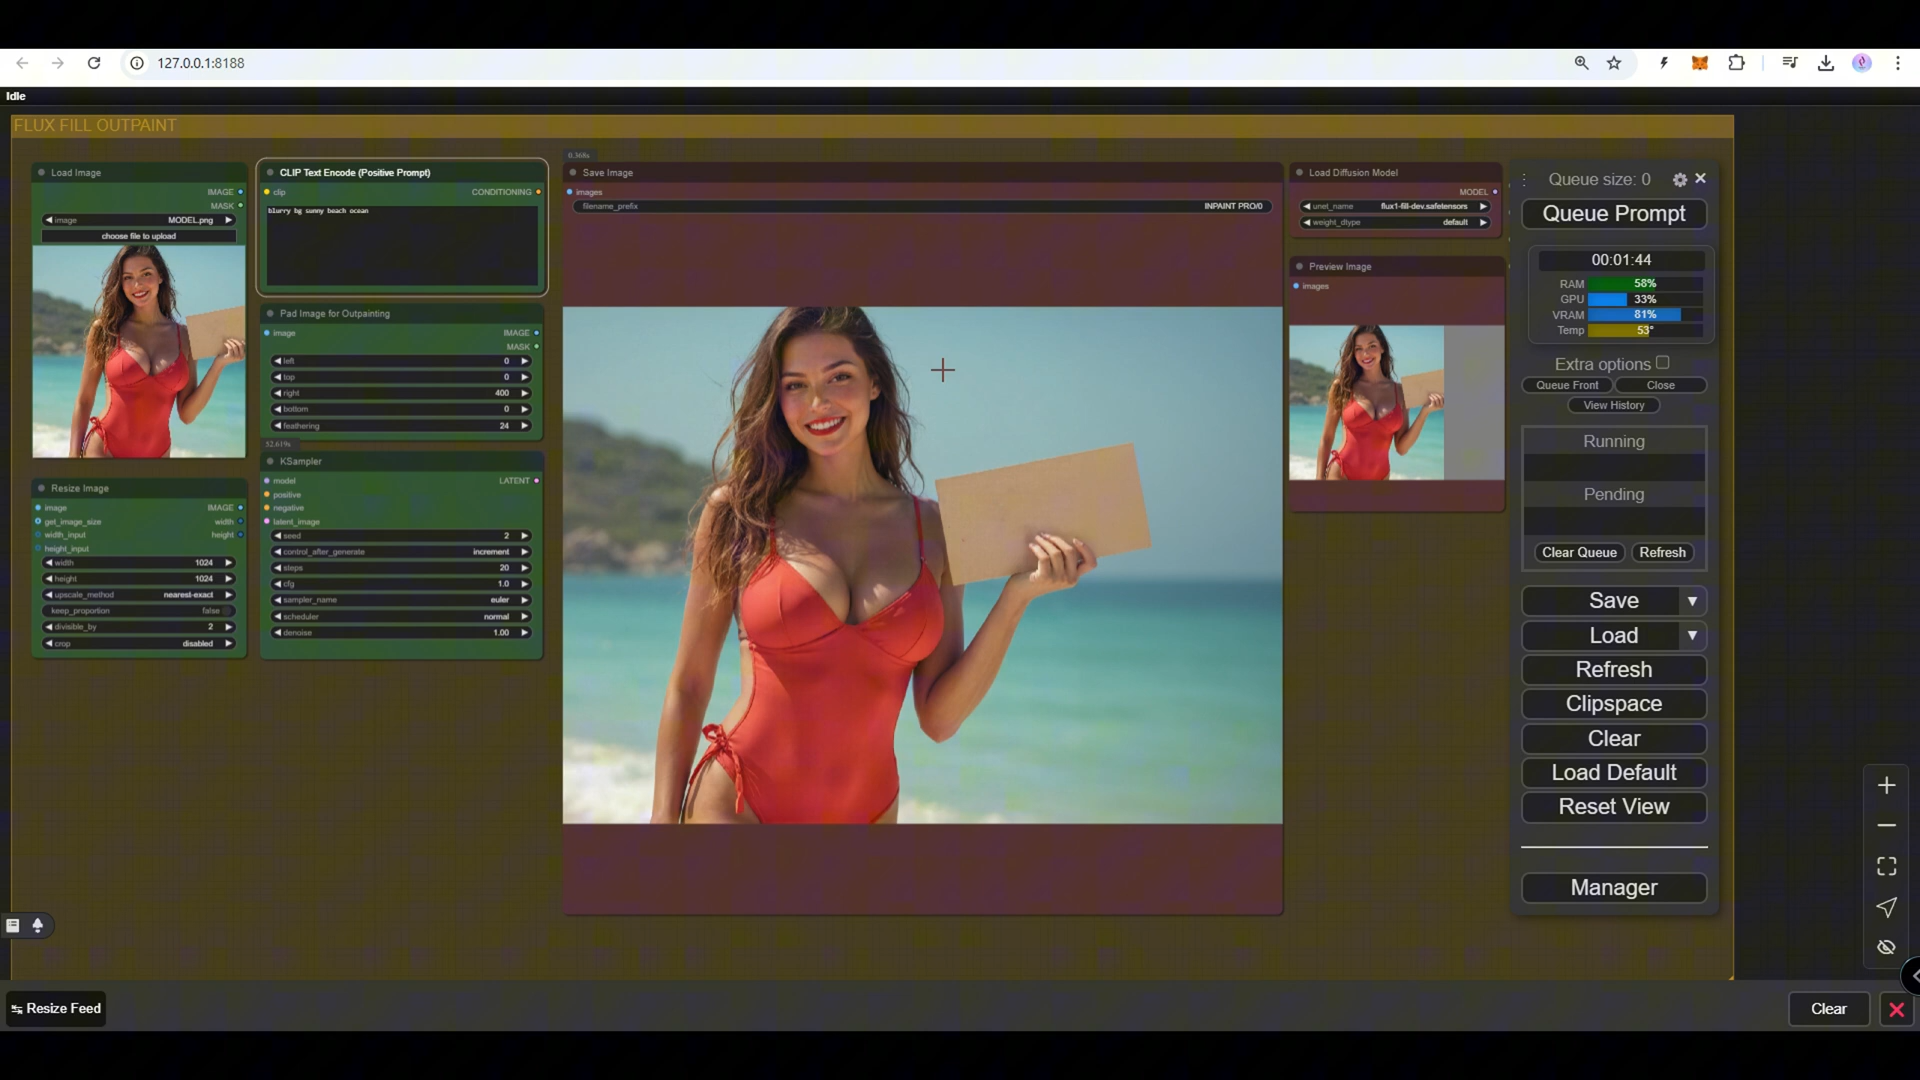 127.0.0.1:8188
Idle
FLUX FILL OUTPAINT
Load Image
IMAGE
MASK
image MODEL.png
choose file to upload
Resize Image
image IMAGE
get_image_size width
width_input height
height_input
width 1024
height 1024
upscale_method nearest-exact
keep_proportion false
divisible_by 2
crop disabled
CLIP Text Encode (Positive Prompt)
clip CONDITIONING
blurry bg sunny beach ocean
Pad Image for Outpainting
image IMAGE
MASK
left 0
top 0
right 400
bottom 0
feathering 24
52.619s
KSampler
model LATENT
positive
negative
latent_image
seed 2
control_after_generate increment
steps 20
cfg 1.0
sampler_name euler
scheduler normal
denoise 1.00
0.368s
Save Image
images
filename_prefix INPAINT PRO/0
Load Diffusion Model
MODEL
unet_name flux1-fill-dev.safetensors
weight_dtype default
Preview Image
images
Queue size: 0
Queue Prompt
00:01:44
RAM 58%
GPU 33%
VRAM 81%
Temp 53°
Extra options
Queue Front Close
View History
Running
Pending
Clear Queue Refresh
Save
Load
Refresh
Clipspace
Clear
Load Default
Reset View
Manager
Resize Feed
Clear